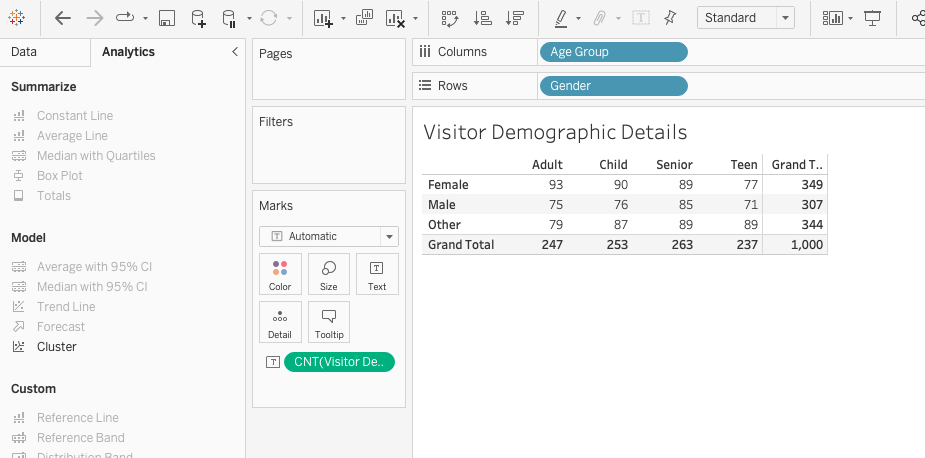 Standard
Data Analytics
Summarize
Constant Line
Average Line
Median with Quartiles
Box Plot
Totals
Model
Average with 95% CI
Median with 95% CI
Trend Line
Forecast
Cluster
Custom
Reference Line
Reference Band
Distribution Band
Pages
Filters
Marks
Automatic
Color Size Text
Detail Tooltip
CNT(Visitor De..
Columns Age Group
Rows Gender
Visitor Demographic Details
Adult Child Senior Teen Grand T..
Female 93 90 89 77 349
Male 75 76 85 71 307
Other 79 87 89 89 344
Grand Total 247 253 263 237 1,000